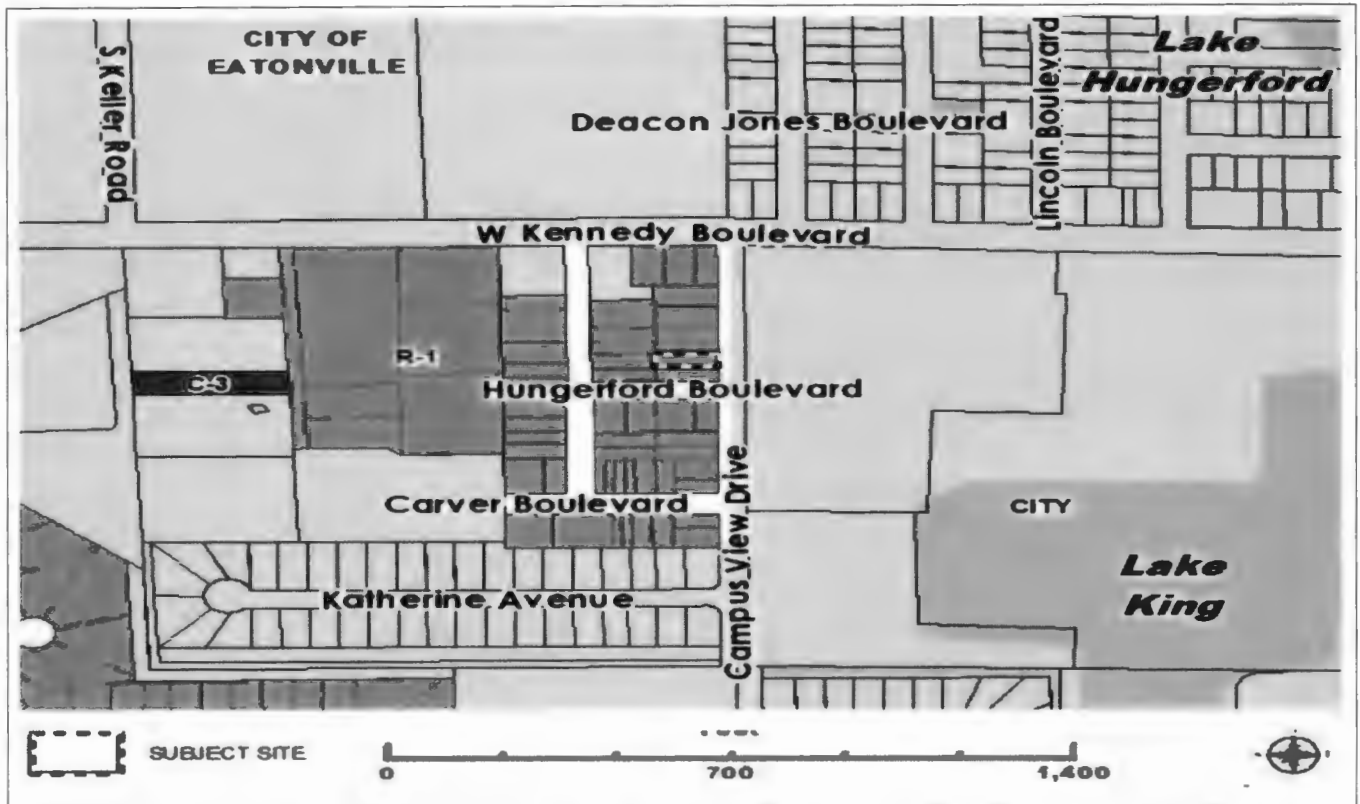 CITY OF
EATONVILLE
S Keller Road
Lincoln Boulevard
Lake
Hungerford
Deacon Jones Boulevard
W Kennedy Boulevard
R-1
C-3
Hungerford Boulevard
Carver Boulevard
Campus View Drive
CITY
Lake
King
Katherine Avenue
SUBJECT SITE
0
700
1,400